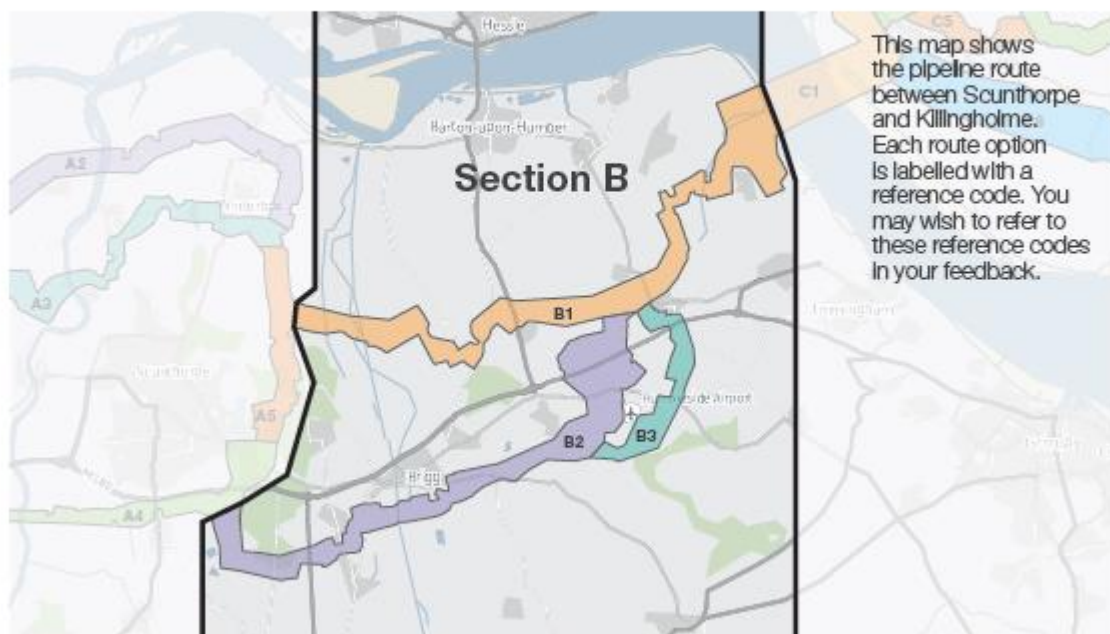 Hessle
C5
This map shows
the pipeline route
between Scunthorpe
and Killingholme.
Each route option
is labelled with a
reference code. You
may wish to refer to
these reference codes
in your feedback.
C1
Barton-upon-Humber
A2
Section B
A3
B1
Immingham
Scunthorpe
A5
Humberside Airport
B2
B3
Brigg
A4